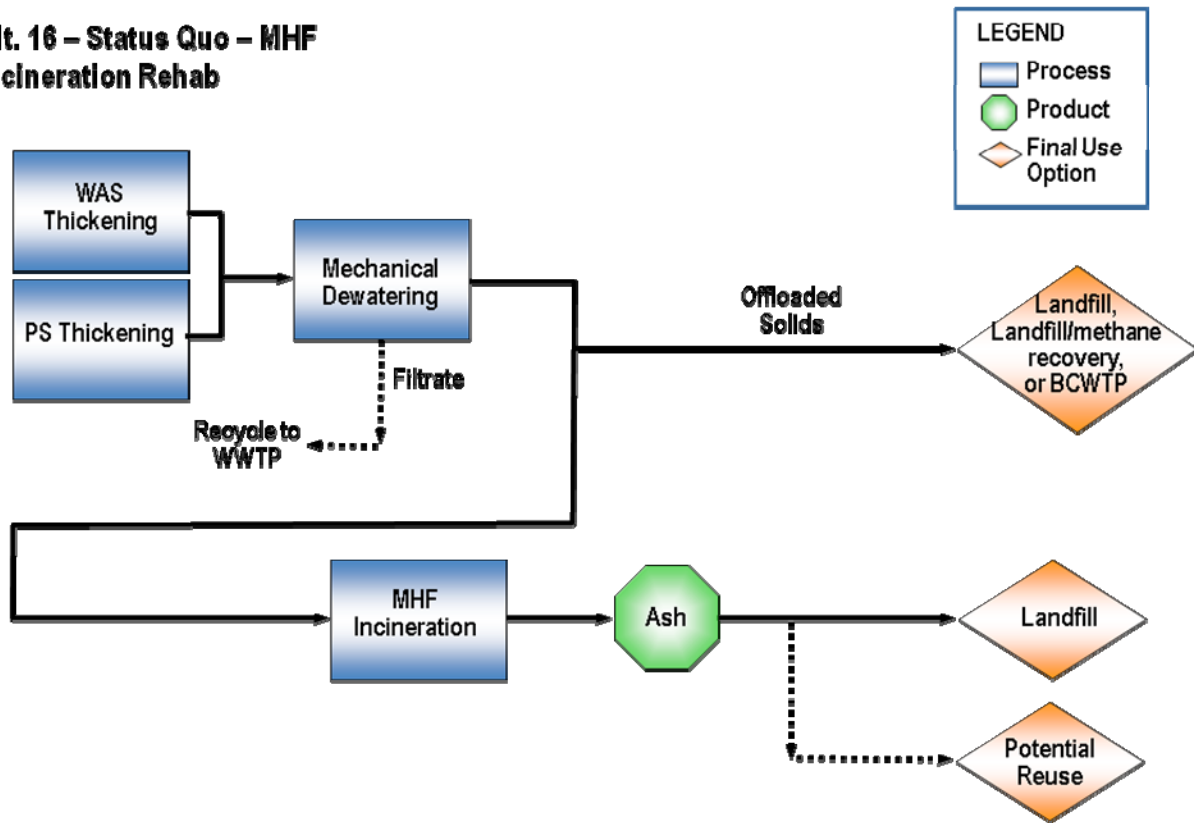 lt. 16 – Status Quo – MHF
cineration Rehab
LEGEND
Process
Product
Final Use
Option
WAS
Thickening
PS Thickening
Mechanical
Dewatering
Filtrate
Recycle to
WWTP
Offloaded
Solids
Landfill,
Landfill/methane
recovery,
or BCWTP
MHF
Incineration
Ash
Landfill
Potential
Reuse